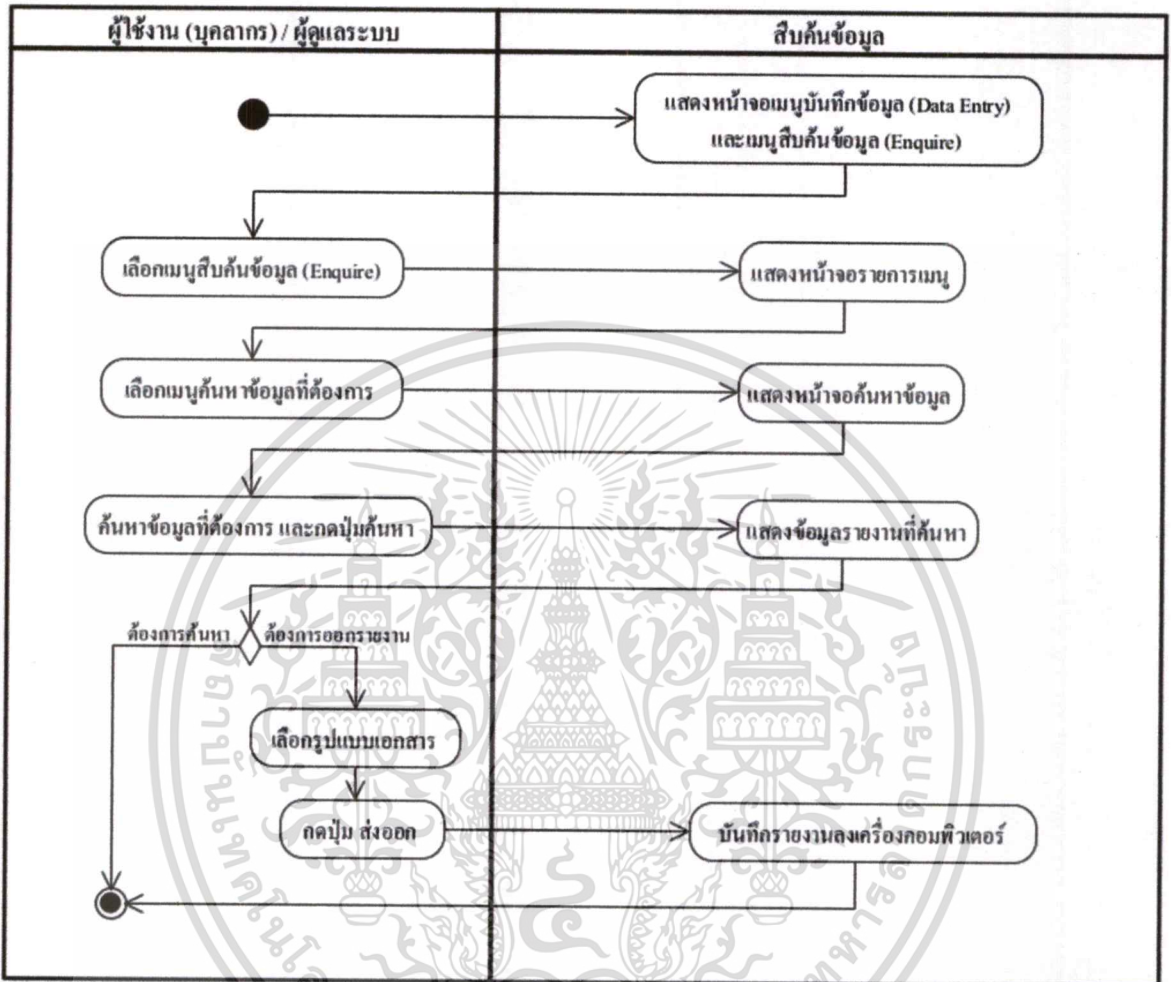 ผู้ใช้งาน (บุคลากร) / ผู้ดูแลระบบ
สืบค้นข้อมูล
แสดงหน้าจอเมนูบันทึกข้อมูล (Data Entry)
และเมนูสืบค้นข้อมูล (Enquire)
เลือกเมนูสืบค้นข้อมูล (Enquire)
แสดงหน้าจอรายการเมนู
เลือกเมนูค้นหาข้อมูลที่ต้องการ
แสดงหน้าจอค้นหาข้อมูล
ค้นหาข้อมูลที่ต้องการ และกดปุ่มค้นหา
แสดงข้อมูลรายงานที่ค้นหา
ต้องการค้นหา
ต้องการออกรายงาน
เลือกรูปแบบเอกสาร
กดปุ่ม ส่งออก
บันทึกรายงานลงเครื่องคอมพิวเตอร์